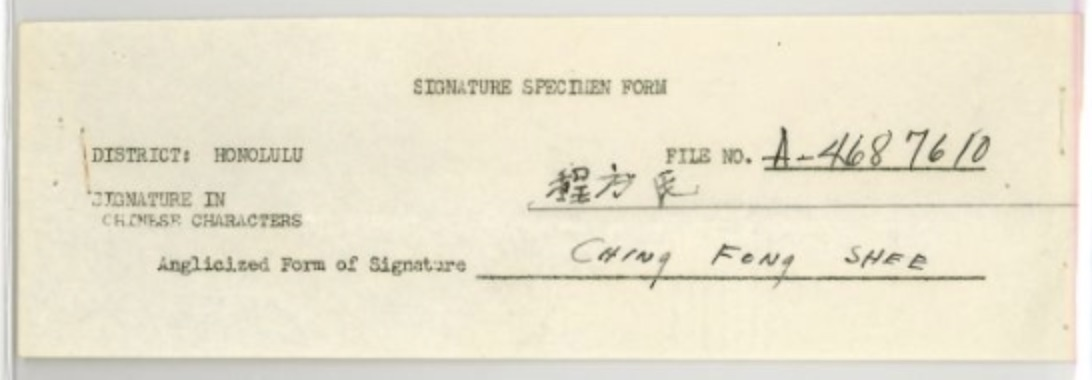 SIGNATURE SPECIMEN FORM
DISTRICT: HONOLULU FILE NO. A-4687610
SIGNATURE IN CHINESE CHARACTERS 程方氏
Anglicized Form of Signature CHING FONG SHEE